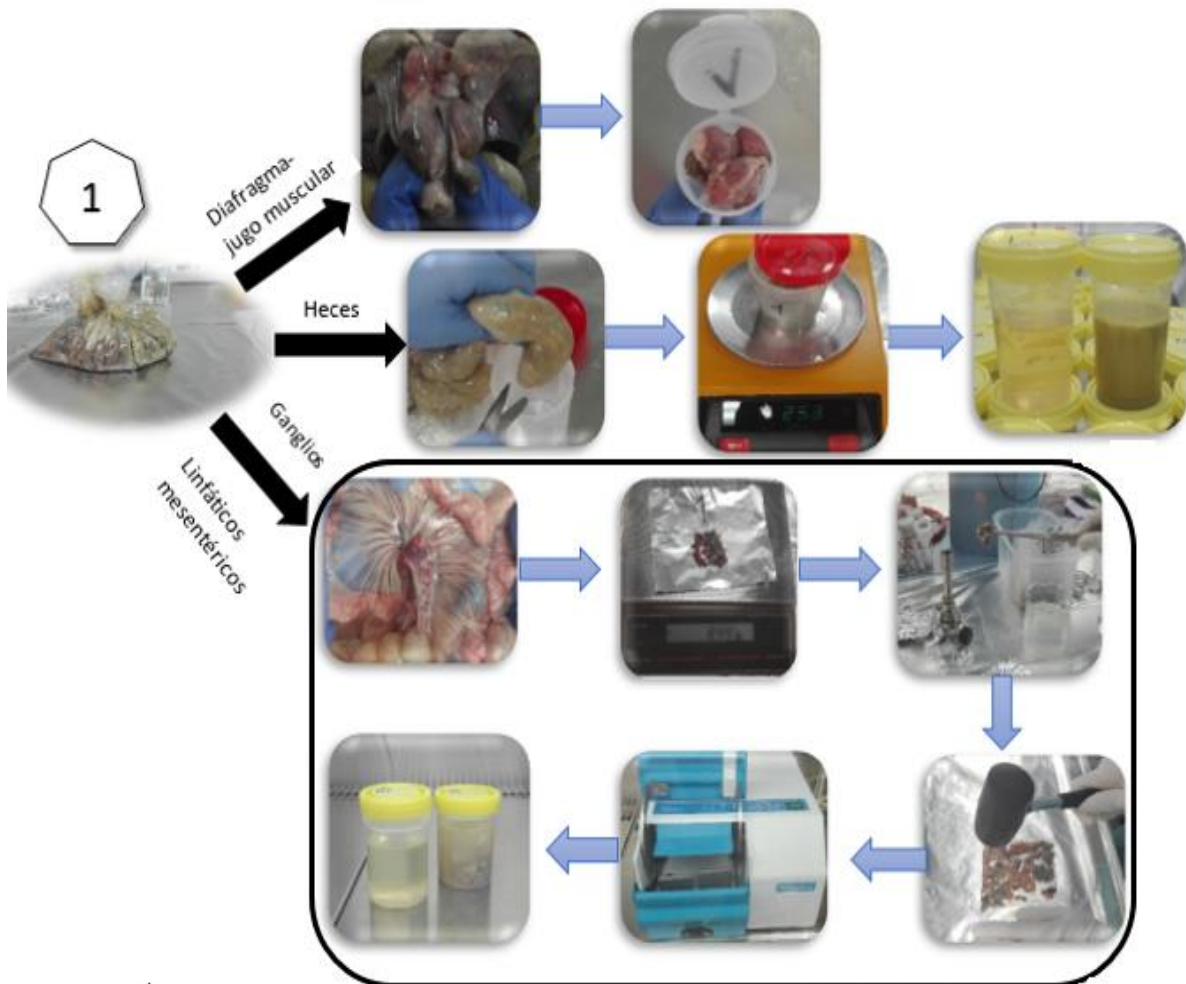 1
Diafragma-
jugo muscular
Heces
Ganglios
Linfáticos
mesentéricos